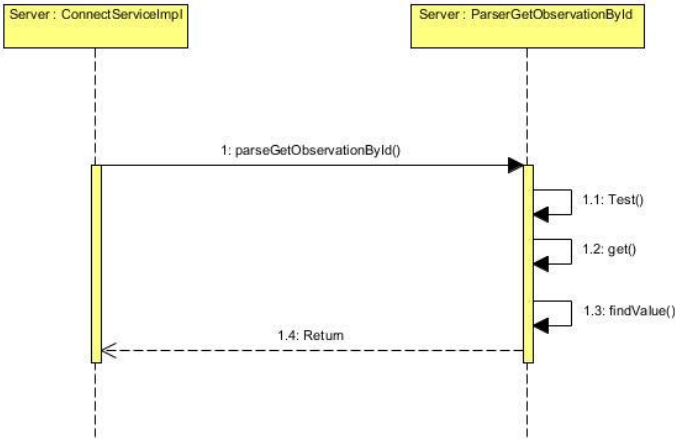 Server : ConnectServiceImpl
Server : ParserGetObservationById
1: parseGetObservationById()
1.1: Test()
1.2: get()
1.3: findValue()
1.4: Return